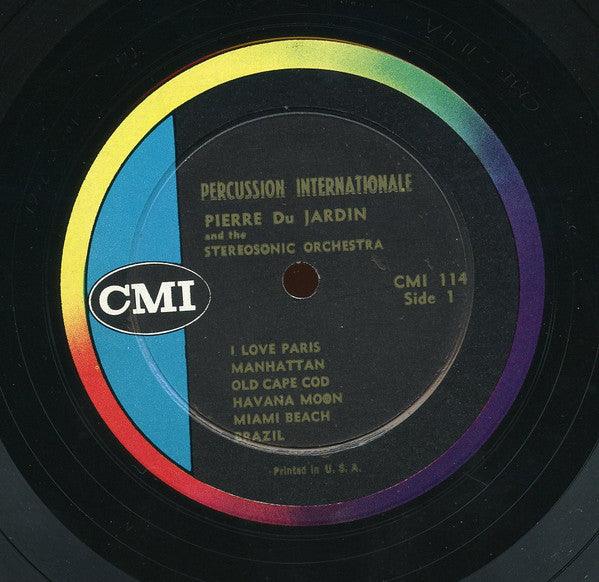 PERCUSSION INTERNATIONALE
PIERRE Du JARDIN
and the
STEREOSONIC ORCHESTRA
CMI 114
Side 1
CMI
I LOVE PARIS
MANHATTAN
OLD CAPE COD
HAVANA MOON
MIAMI BEACH
BRAZIL
Printed in U. S. A.